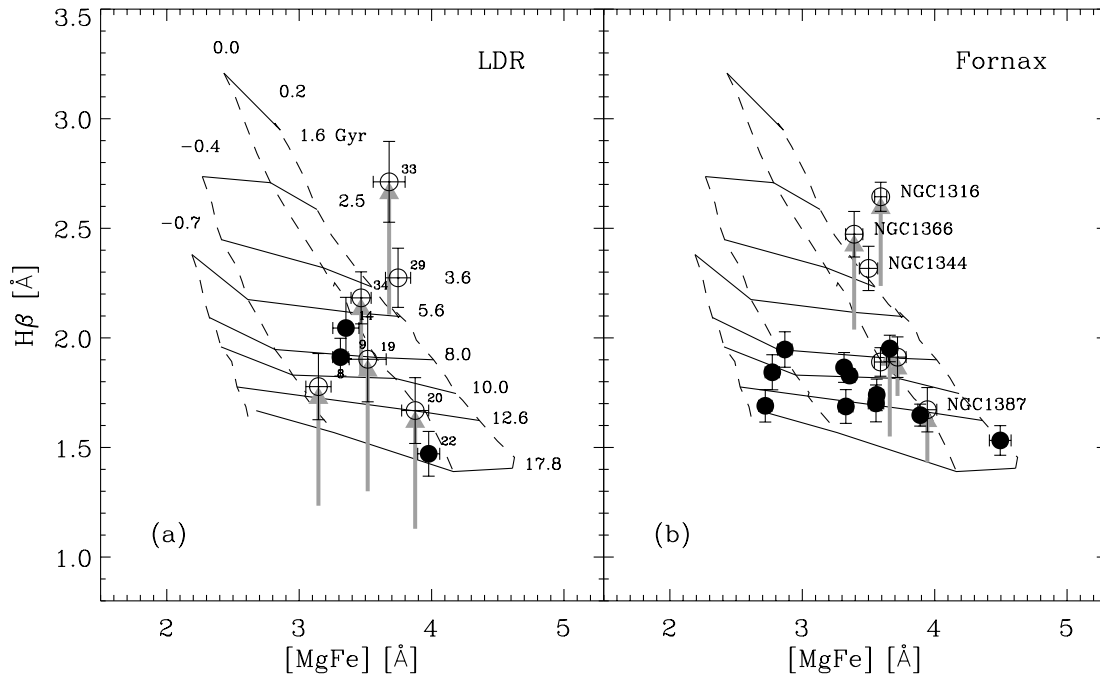 3.5
3.0
2.5
2.0
1.5
1.0
Hβ [Å]
LDR
0.0
0.2
1.6 Gyr
−0.4
33
2.5
−0.7
29
3.6
34
5.6
14
9
19
8.0
8
10.0
20
12.6
22
17.8
(a)
2
3
4
5
[MgFe] [Å]
Fornax
NGC1316
NGC1366
NGC1344
NGC1387
(b)
2
3
4
5
[MgFe] [Å]